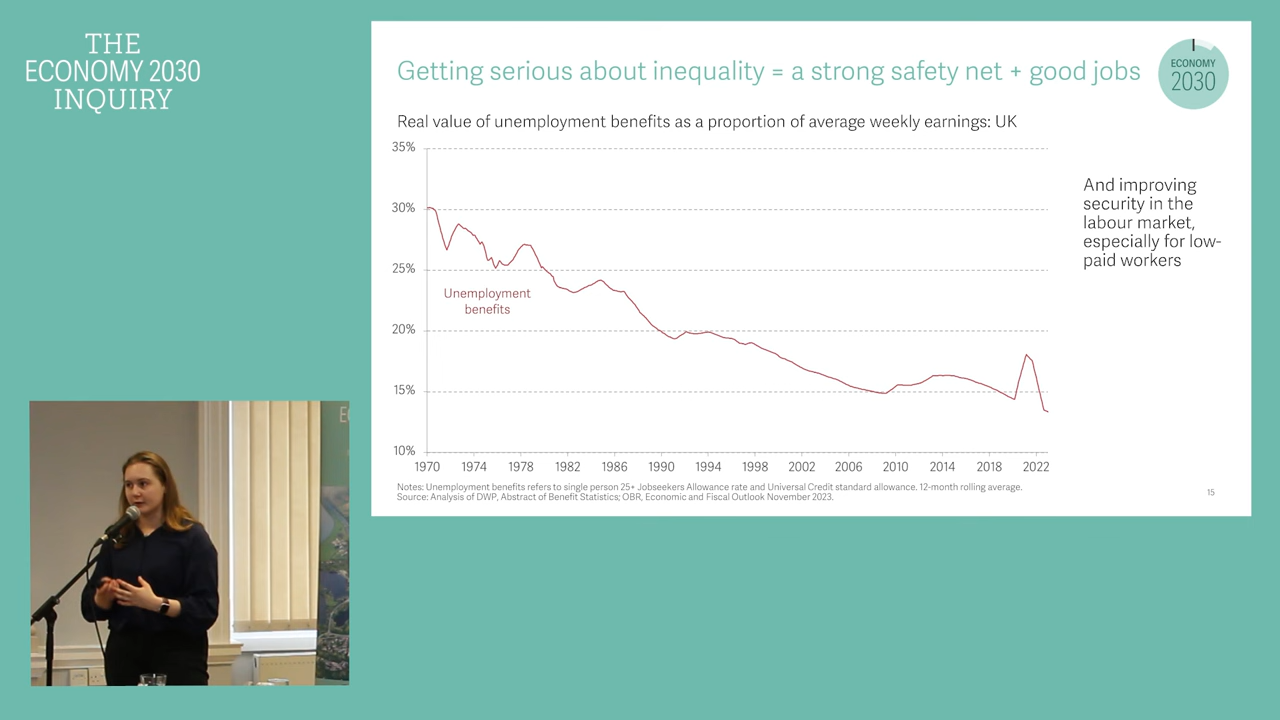 THE
ECONOMY 2030
INQUIRY
Getting serious about inequality = a strong safety net + good jobs
ECONOMY
2030
Real value of unemployment benefits as a proportion of average weekly earnings: UK
35%
30%
25%
20%
15%
10%
Unemployment
benefits
1970 1974 1978 1982 1986 1990 1994 1998 2002 2006 2010 2014 2018 2022
And improving
security in the
labour market,
especially for low-
paid workers
Notes: Unemployment benefits refers to single person 25+ Jobseekers Allowance rate and Universal Credit standard allowance. 12-month rolling average.
Source: Analysis of DWP, Abstract of Benefit Statistics; OBR, Economic and Fiscal Outlook November 2023.
15